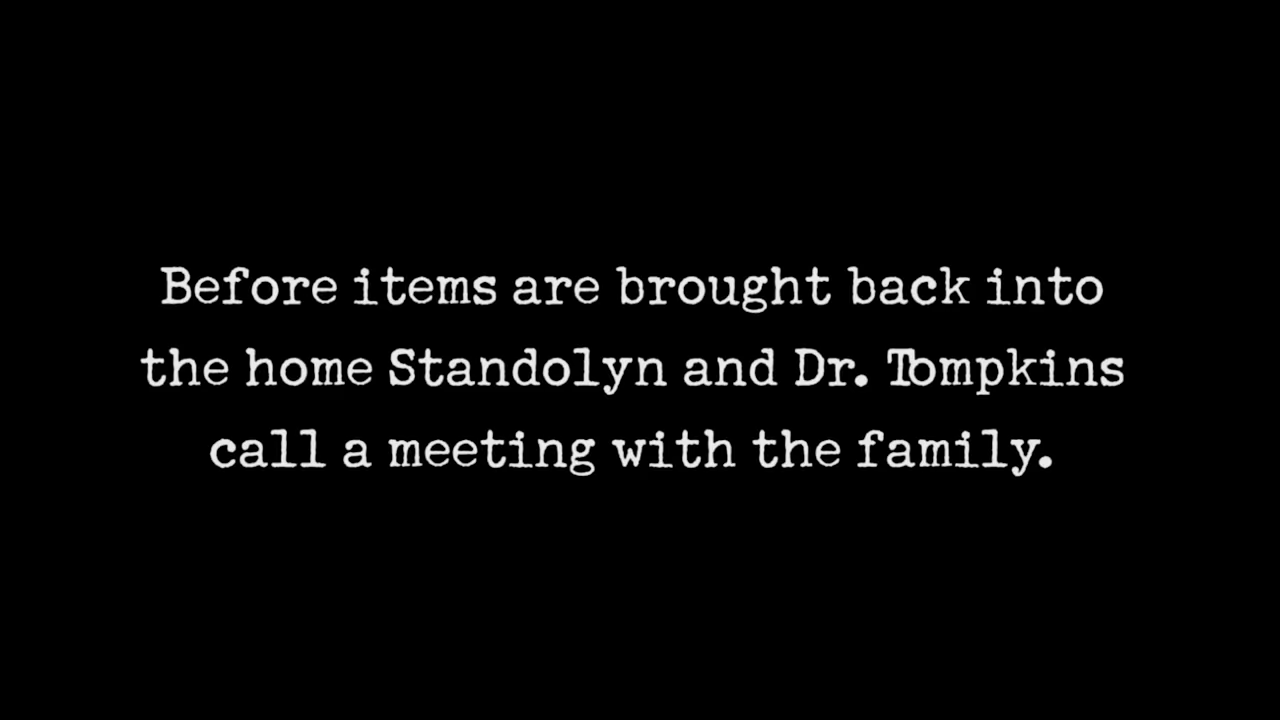 Before items are brought back into
the home Standolyn and Dr. Tompkins
call a meeting with the family.